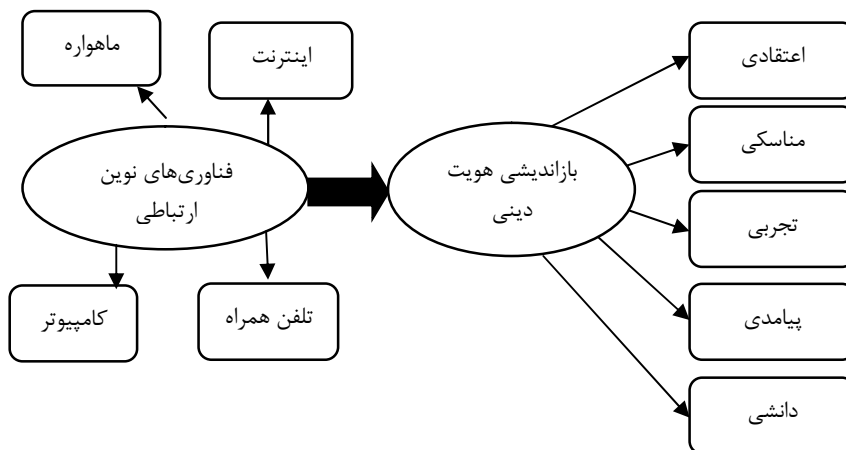 ماهواره
اینترنت
فناوری‌های نوین
ارتباطی
کامپیوتر
تلفن همراه
بازاندیشی هویت
دینی
اعتقادی
مناسکی
تجربی
پیامدی
دانشی